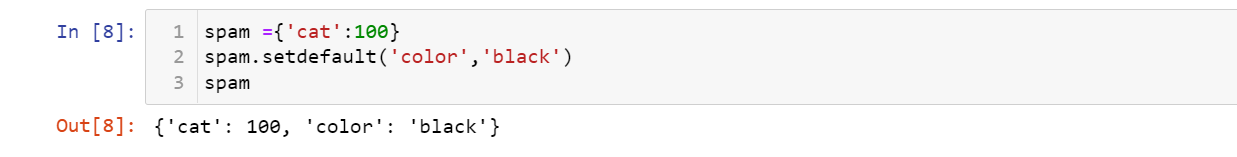 In [8]: 1 spam ={'cat':100}
2 spam.setdefault('color','black')
3 spam
Out[8]: {'cat': 100, 'color': 'black'}